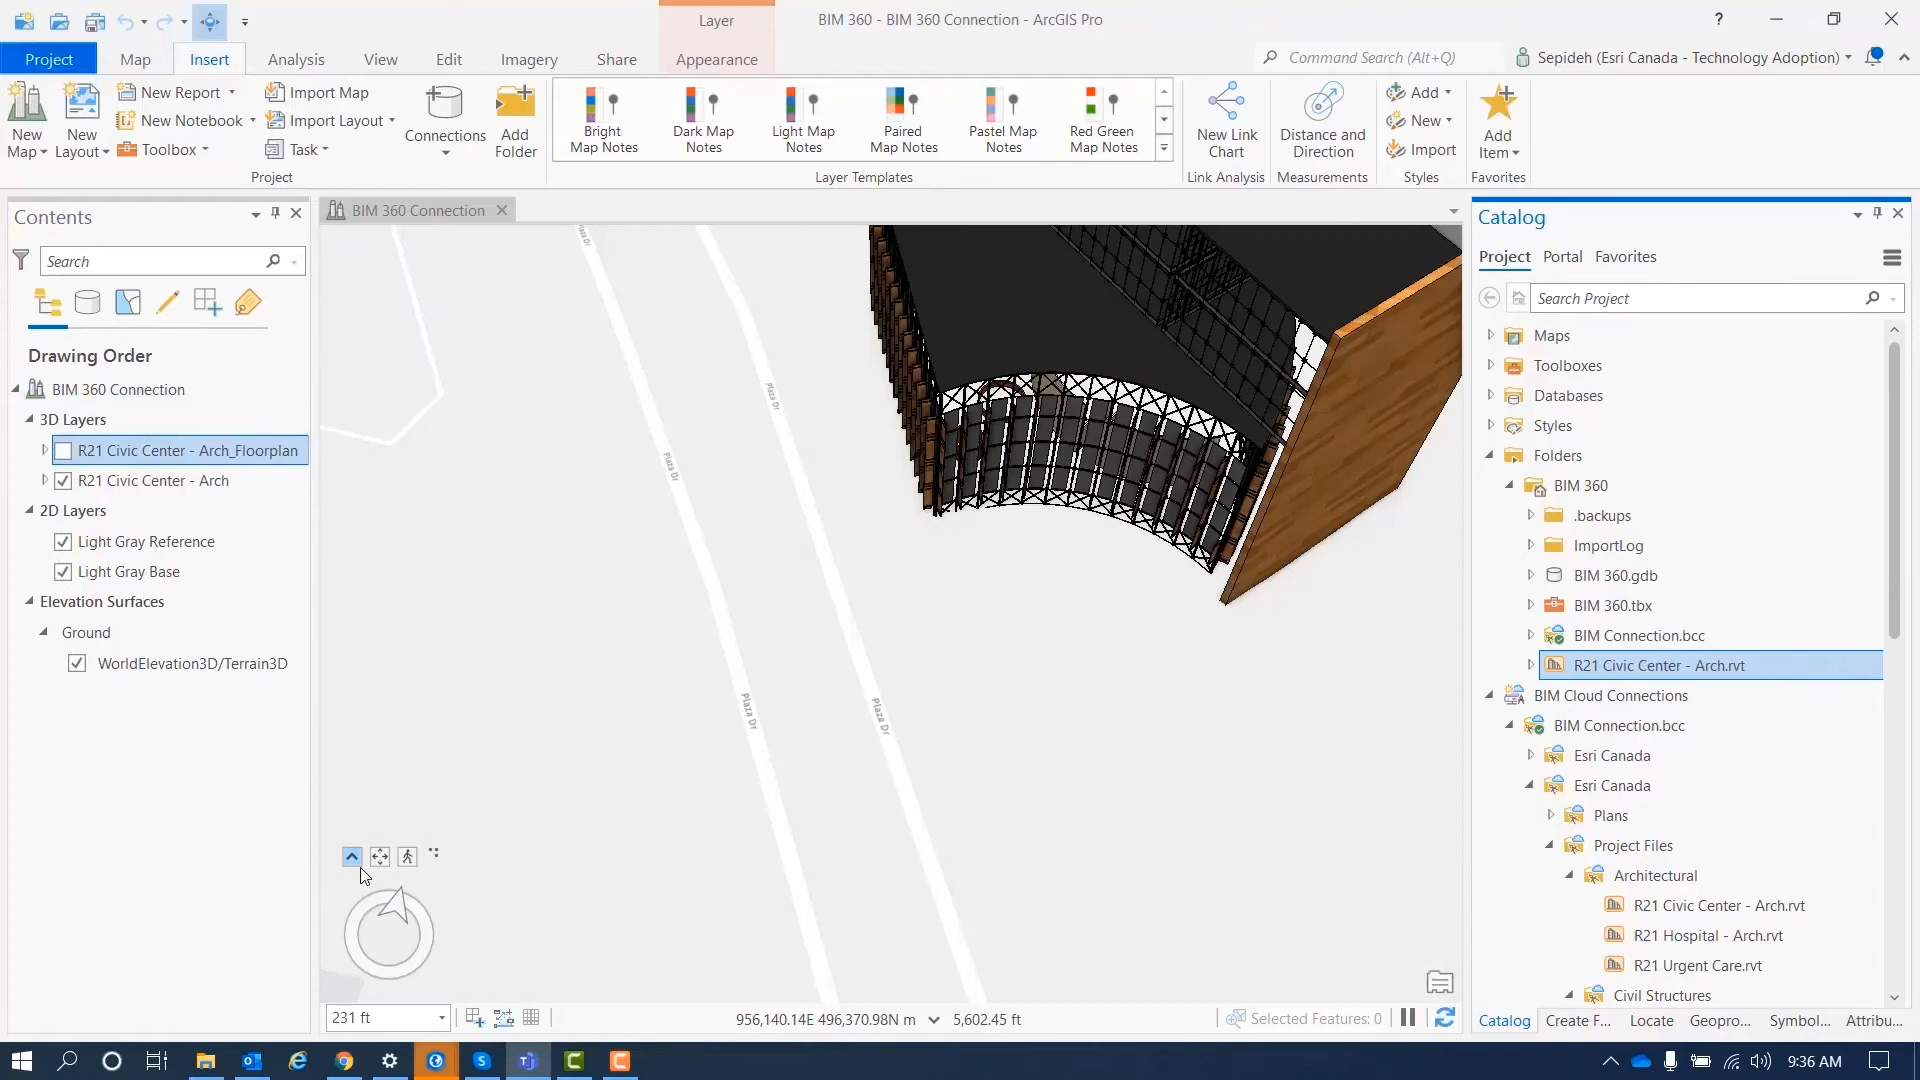 Layer
BIM 360 - BIM 360 Connection - ArcGIS Pro
?
Project
Map
Insert
Analysis
View
Edit
Imagery
Share
Appearance
Command Search (Alt+Q)
Sepideh (Esri Canada - Technology Adoption)
New
Map
New
Layout
New Report
New Notebook
Toolbox
Import Map
Import Layout
Task
Connections
Add
Folder
Bright
Map Notes
Dark Map
Notes
Light Map
Notes
Paired
Map Notes
Pastel Map
Notes
Red Green
Map Notes
New Link
Chart
Distance and
Direction
Add
New
Import
Add
Item
Project
Layer Templates
Link Analysis
Measurements
Styles
Favorites
Contents
Search
Drawing Order
BIM 360 Connection
3D Layers
R21 Civic Center - Arch_Floorplan
R21 Civic Center - Arch
2D Layers
Light Gray Reference
Light Gray Base
Elevation Surfaces
Ground
WorldElevation3D/Terrain3D
BIM 360 Connection
Plaza Dr
Plaza Dr
Plaza Dr
Plaza Dr
Plaza Dr
231 ft
956,140.14E 496,370.98N m
5,602.45 ft
Selected Features: 0
Catalog
Project
Portal
Favorites
Search Project
Maps
Toolboxes
Databases
Styles
Folders
BIM 360
.backups
ImportLog
BIM 360.gdb
BIM 360.tbx
BIM Connection.bcc
R21 Civic Center - Arch.rvt
BIM Cloud Connections
BIM Connection.bcc
Esri Canada
Esri Canada
Plans
Project Files
Architectural
R21 Civic Center - Arch.rvt
R21 Hospital - Arch.rvt
R21 Urgent Care.rvt
Civil Structures
Catalog
Create F...
Locate
Geopro...
Symbol...
Attribu...
9:36 AM